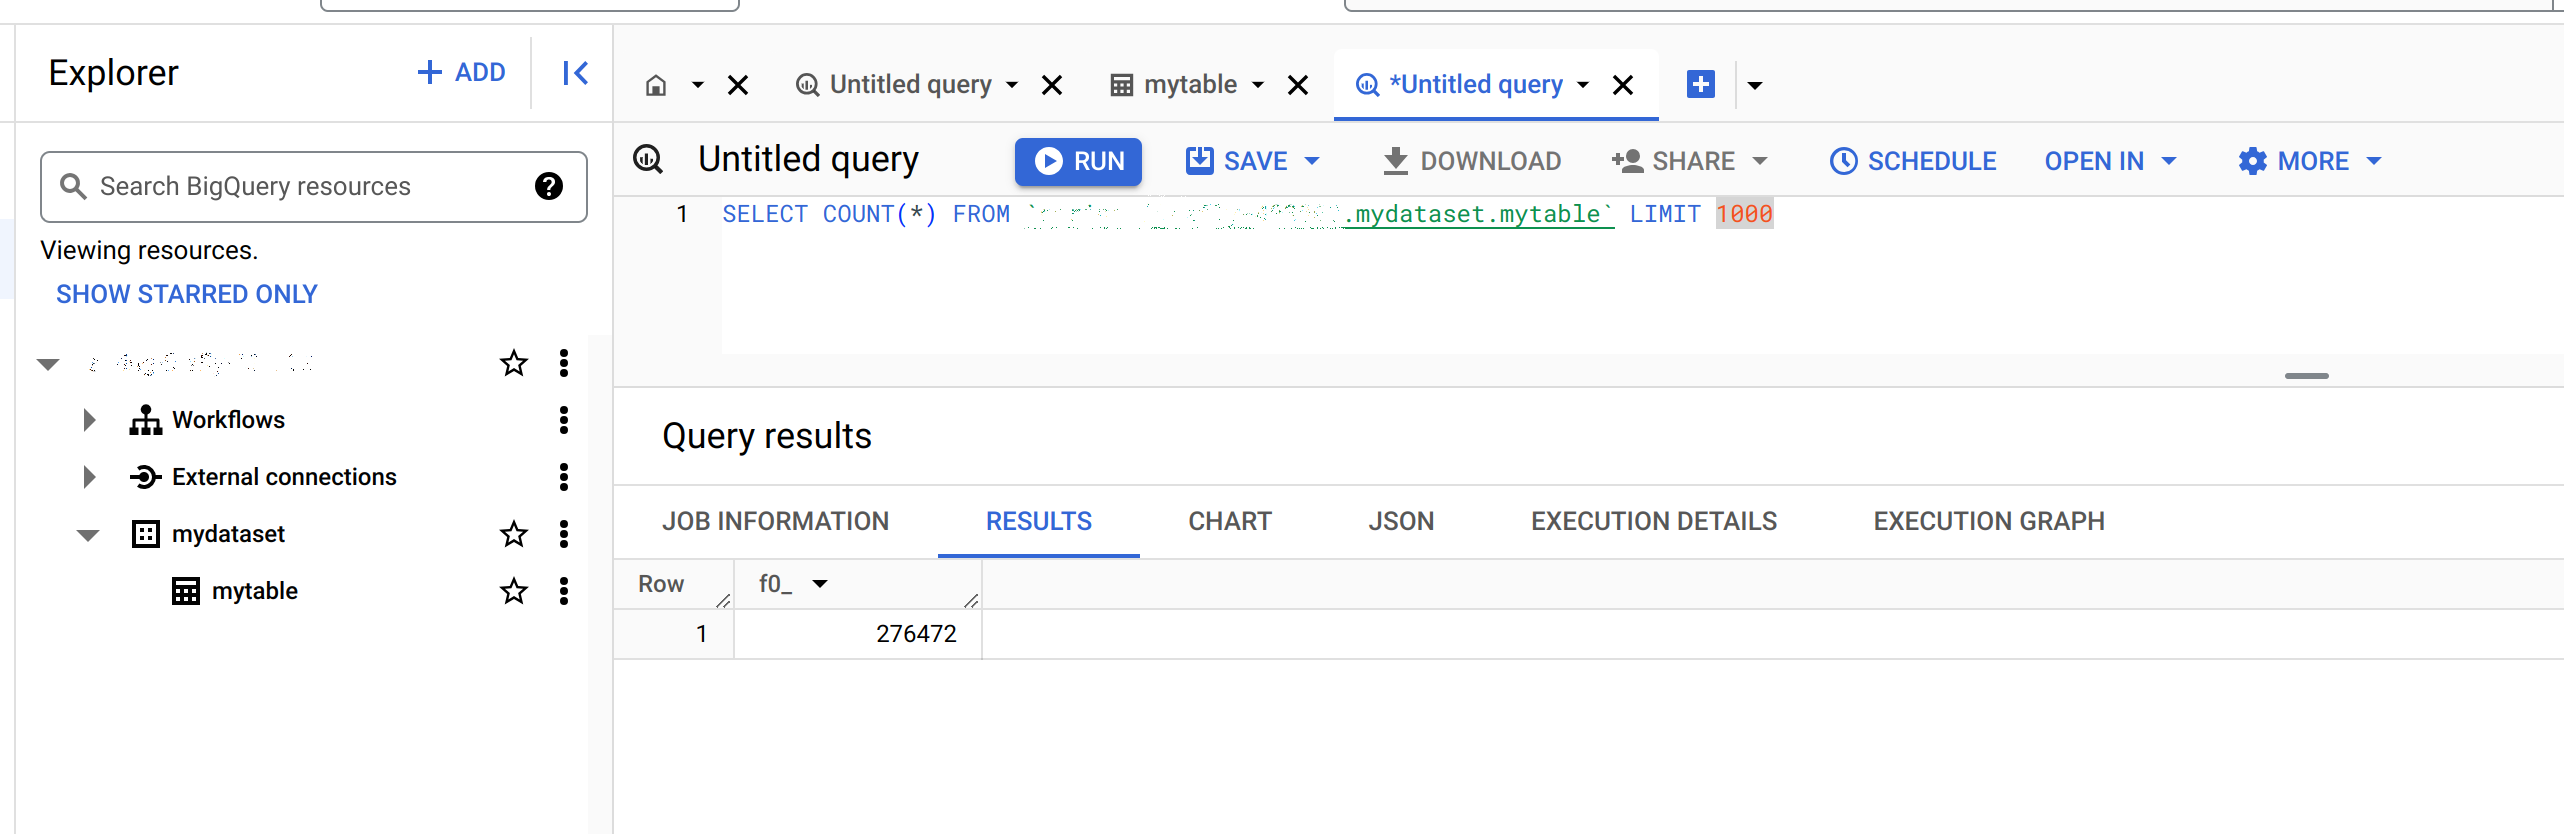 Explorer
+ ADD
Search BigQuery resources
Viewing resources.
SHOW STARRED ONLY
Workflows
External connections
mydataset
mytable
Untitled query
mytable
*Untitled query
Untitled query
RUN
SAVE
DOWNLOAD
SHARE
SCHEDULE
OPEN IN
MORE
1 SELECT COUNT(*) FROM ` .mydataset.mytable` LIMIT 1000
Query results
JOB INFORMATION
RESULTS
CHART
JSON
EXECUTION DETAILS
EXECUTION GRAPH
Row f0_
1 276472